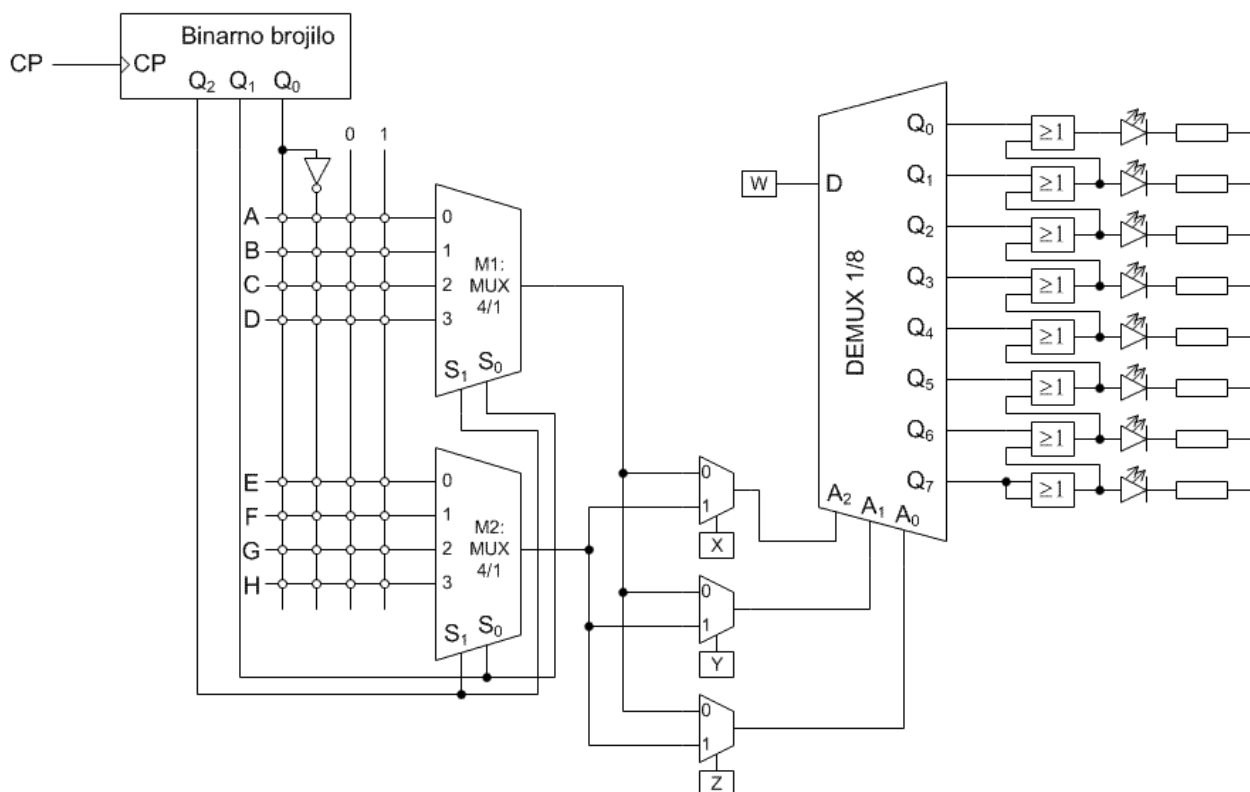 Binarno brojilo
CP
CP
Q2 Q1 Q0
0 1
A
B
C
D
0
1
2
3
M1:
MUX
4/1
S1 S0
E
F
G
H
0
1
2
3
M2:
MUX
4/1
S1 S0
0
1
X
0
1
Y
0
1
Z
W
D
DEMUX 1/8
Q0
Q1
Q2
Q3
Q4
Q5
Q6
Q7
A2 A1 A0
≥1
≥1
≥1
≥1
≥1
≥1
≥1
≥1